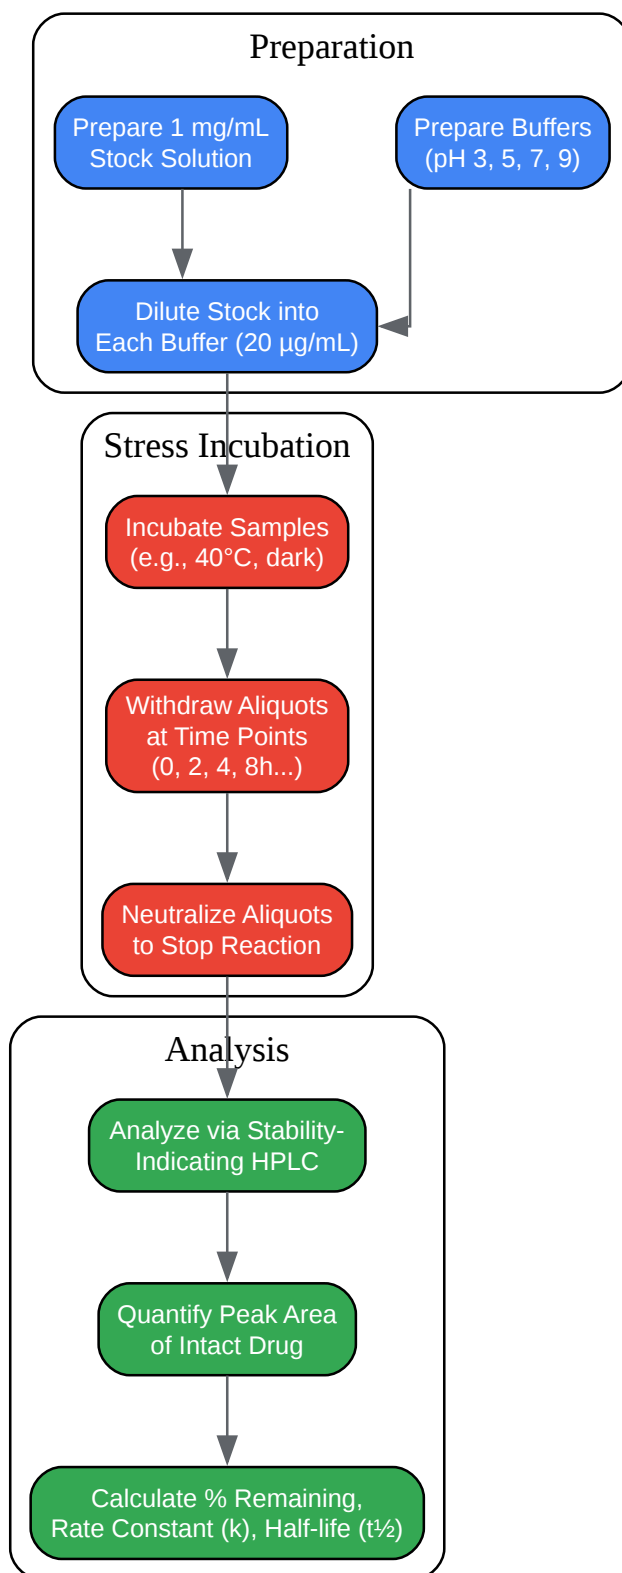 Preparation
Prepare 1 mg/mL
Stock Solution
Prepare Buffers
(pH 3, 5, 7, 9)
Dilute Stock into
Each Buffer (20 µg/mL)
Stress Incubation
Incubate Samples
(e.g., 40°C, dark)
Withdraw Aliquots
at Time Points
(0, 2, 4, 8h...)
Neutralize Aliquots
to Stop Reaction
Analysis
Analyze via Stability-
Indicating HPLC
Quantify Peak Area
of Intact Drug
Calculate % Remaining,
Rate Constant (k), Half-life (t½)